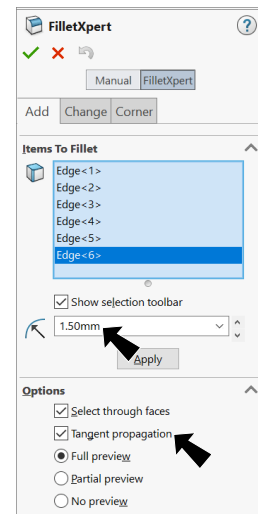 FilletXpert
?
Manual FilletXpert
Add Change Corner
Items To Fillet
Edge<1>
Edge<2>
Edge<3>
Edge<4>
Edge<5>
Edge<6>
Show selection toolbar
1.50mm
Apply
Options
Select through faces
Tangent propagation
Full preview
Partial preview
No preview